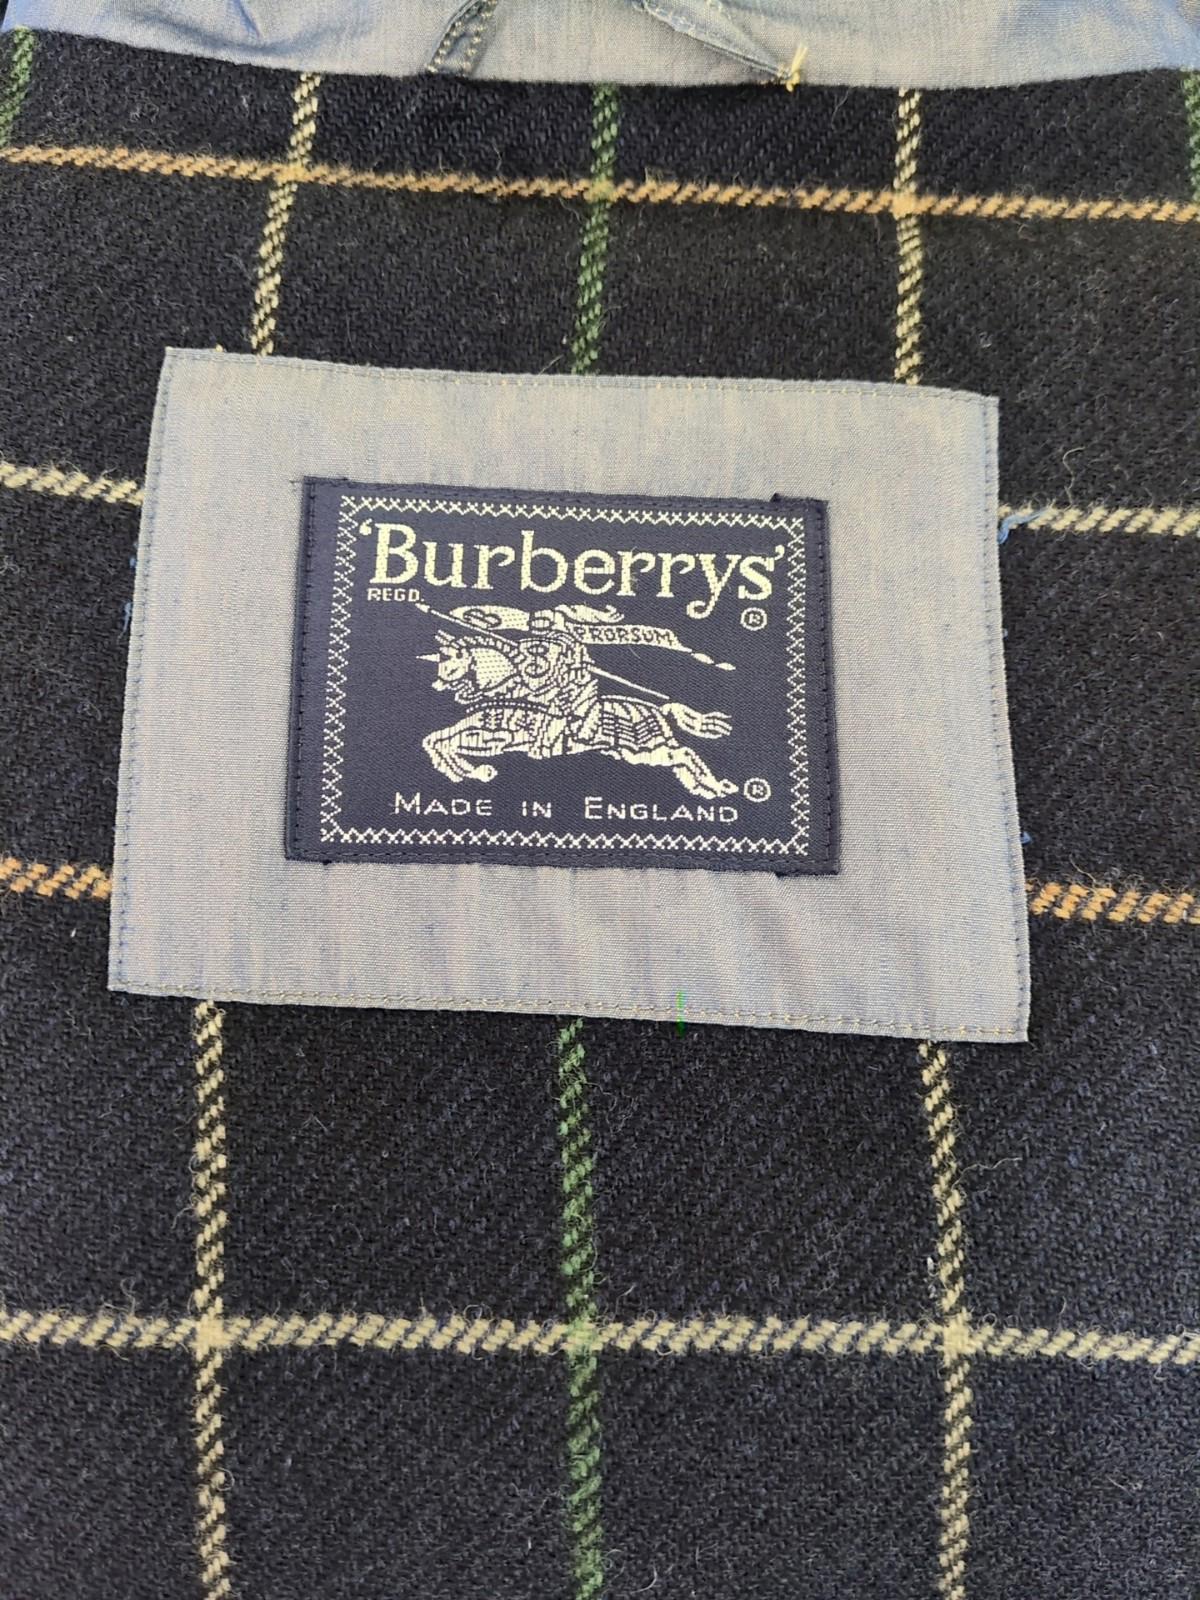 ‘Burberrys’
REGD. ®
PRORSUM
®
MADE IN ENGLAND